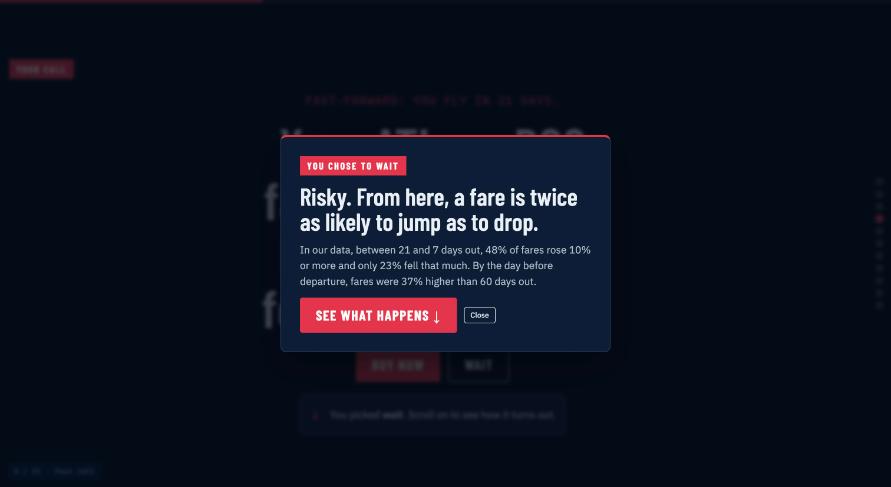 YOUR CALL
FAST-FORWARD: YOU FLY IN 21 DAYS.
YOU CHOSE TO WAIT
Risky. From here, a fare is twice
as likely to jump as to drop.
In our data, between 21 and 7 days out, 48% of fares rose 10%
or more and only 23% fell that much. By the day before
departure, fares were 37% higher than 60 days out.
SEE WHAT HAPPENS ↓
Close
BUY NOW
WAIT
You picked wait. Scroll on to see how it turns out.